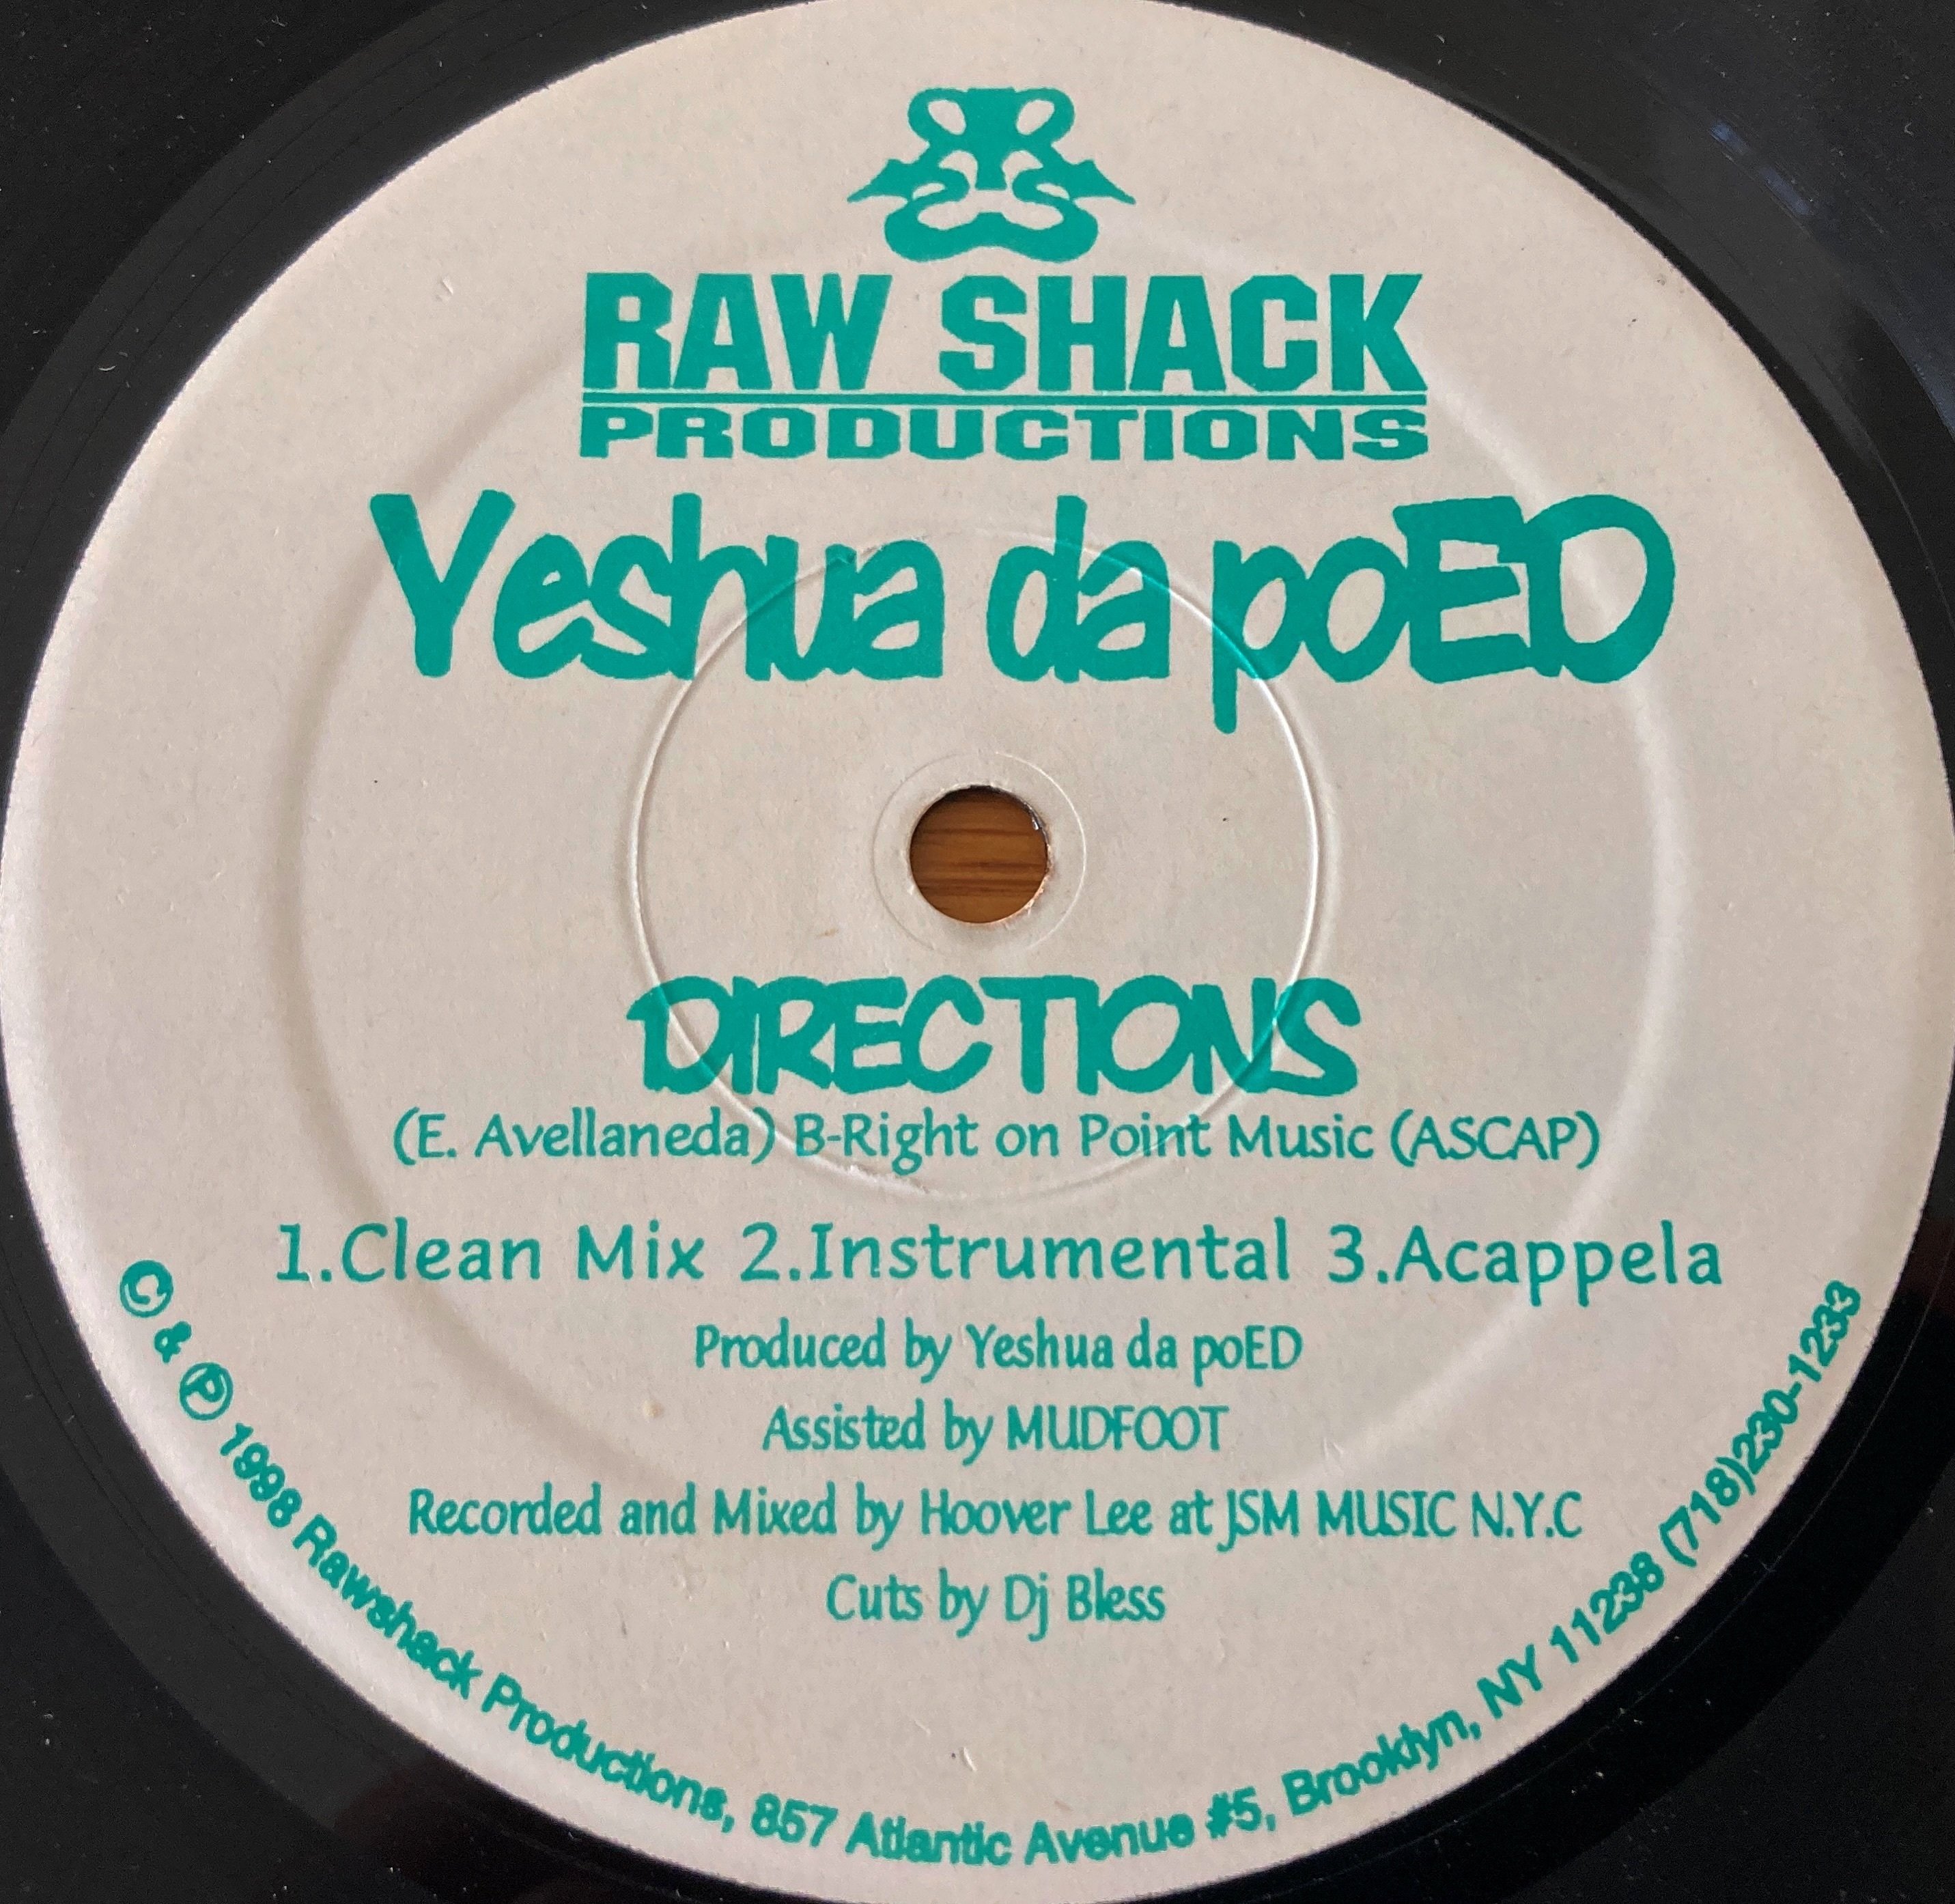 RAW SHACK
PRODUCTIONS
Yeshua da poED
DIRECTIONS
(E. Avellaneda) B-Right on Point Music (ASCAP)
1.Clean Mix 2.Instrumental 3.Acappela
Produced by Yeshua da poED
Assisted by MUDFOOT
Recorded and Mixed by Hoover Lee at JSM MUSIC N.Y.C
Cuts by Dj Bless
© & ℗ 1998 Rawshack Productions, 857 Atlantic Avenue #5, Brooklyn, NY 11238 (718)230-1233